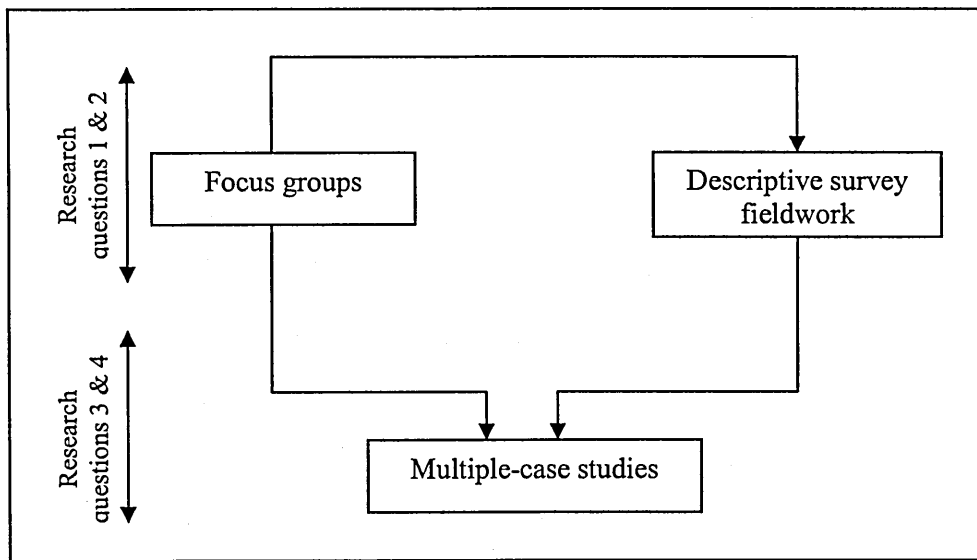 Research
questions 1 & 2
Focus groups
Descriptive survey
fieldwork
Research
questions 3 & 4
Multiple-case studies